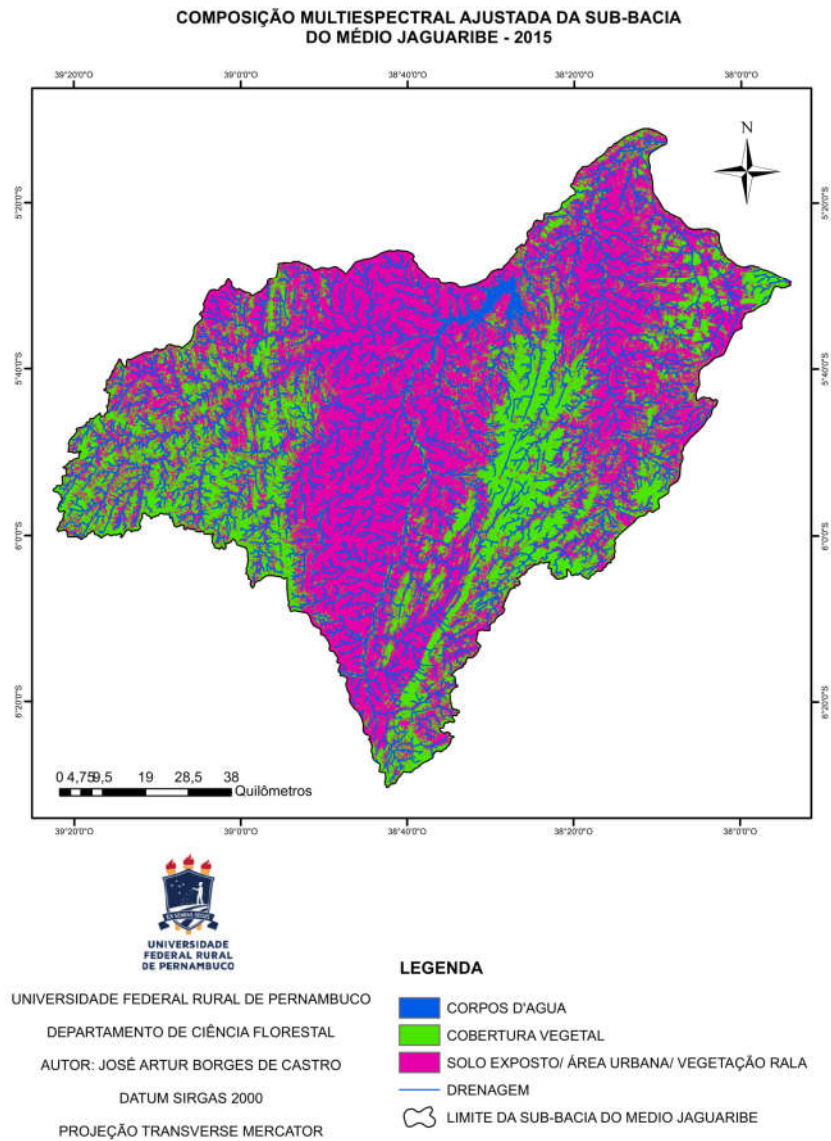 COMPOSIÇÃO MULTIESPECTRAL AJUSTADA DA SUB-BACIA
DO MÉDIO JAGUARIBE - 2015
39°20'0"O 39°0'0"O 38°40'0"O 38°20'0"O 38°0'0"O
N
5°20'0"S 5°20'0"S
5°40'0"S 5°40'0"S
6°0'0"S 6°0'0"S
6°20'0"S 6°20'0"S
0 4,75 9,5 19 28,5 38
Quilômetros
39°20'0"O 39°0'0"O 38°40'0"O 38°20'0"O 38°0'0"O
UNIVERSIDADE
FEDERAL RURAL
DE PERNAMBUCO
UNIVERSIDADE FEDERAL RURAL DE PERNAMBUCO
DEPARTAMENTO DE CIÊNCIA FLORESTAL
AUTOR: JOSÉ ARTUR BORGES DE CASTRO
DATUM SIRGAS 2000
PROJEÇÃO TRANSVERSE MERCATOR
LEGENDA
CORPOS D'AGUA
COBERTURA VEGETAL
SOLO EXPOSTO/ ÁREA URBANA/ VEGETAÇÃO RALA
DRENAGEM
LIMITE DA SUB-BACIA DO MEDIO JAGUARIBE